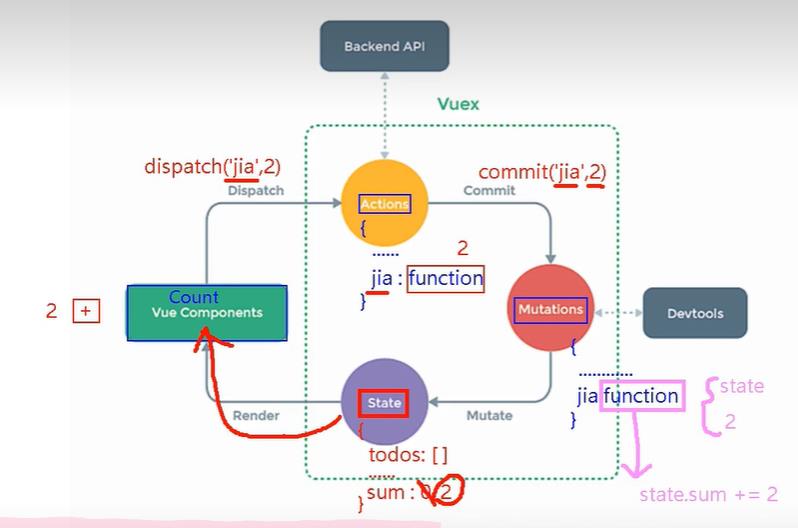 Backend API
Vuex
dispatch('jia',2)
commit('jia',2)
Dispatch
Commit
Actions
{
......
2
jia : function
}
2 +
Count
Vue Components
Mutations
Devtools
{
............
jia function
}
{ state
2
State
Render
Mutate
{
todos: [ ]
......
sum : 0 2
}
state.sum += 2